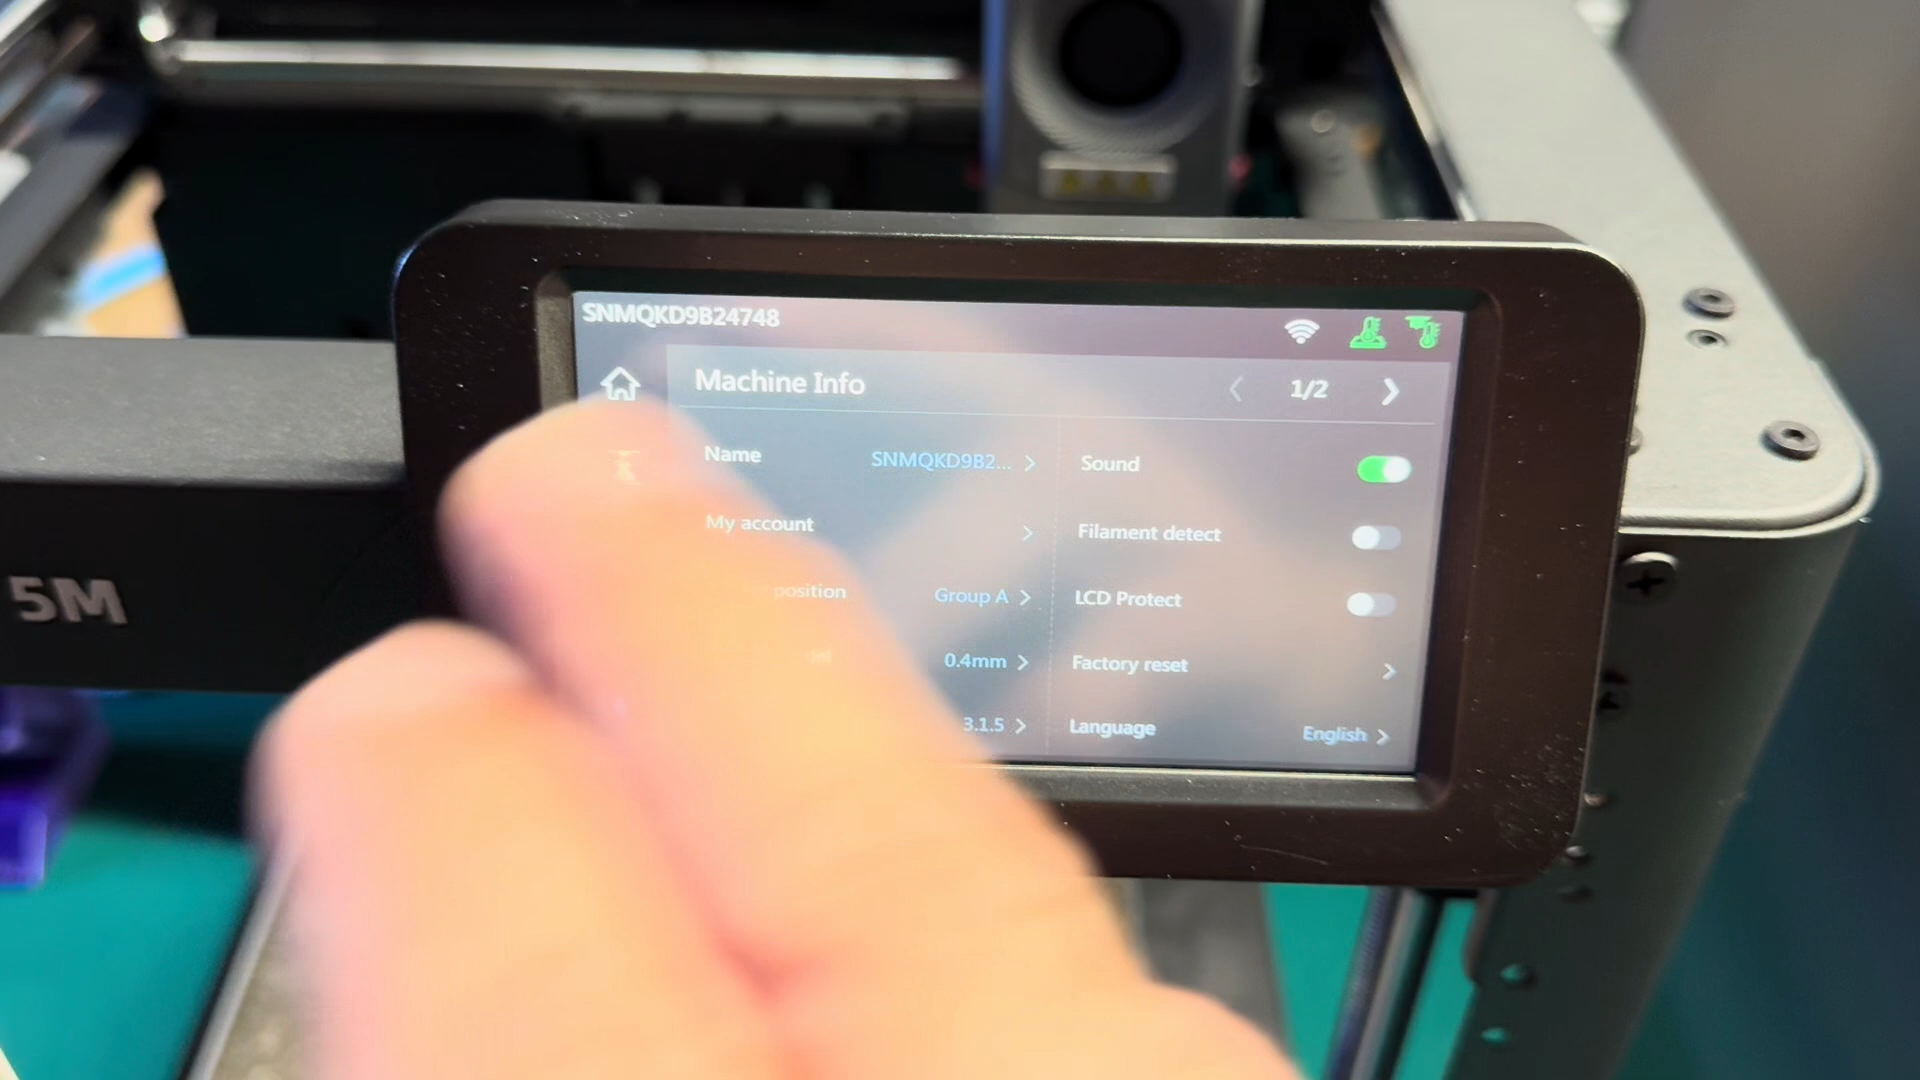 SNMQKD9B24748
Machine Info
1/2
Name SNMQKD9B2...
Sound
My account
Filament detect
position Group A
LCD Protect
0.4mm
Factory reset
3.1.5
Language English
5M